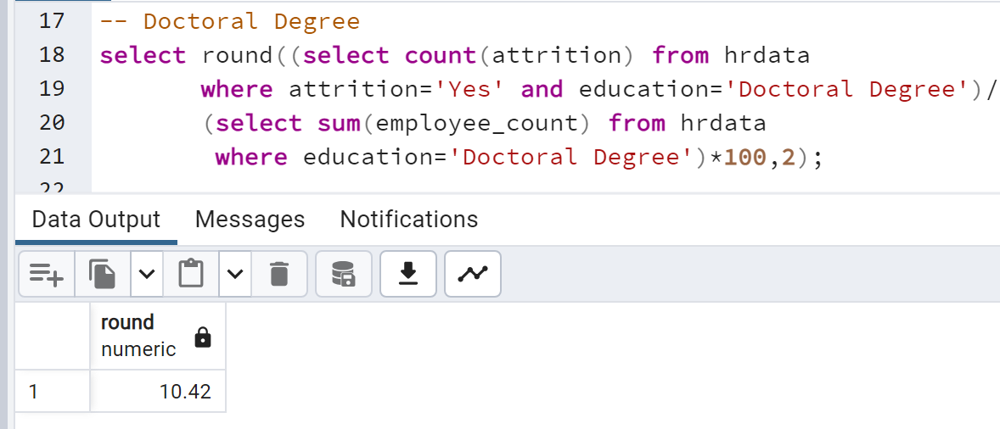 17 -- Doctoral Degree
18 select round((select count(attrition) from hrdata
19 where attrition='Yes' and education='Doctoral Degree')/
20 (select sum(employee_count) from hrdata
21 where education='Doctoral Degree')*100,2);
22
Data Output Messages Notifications
round
numeric
1 10.42